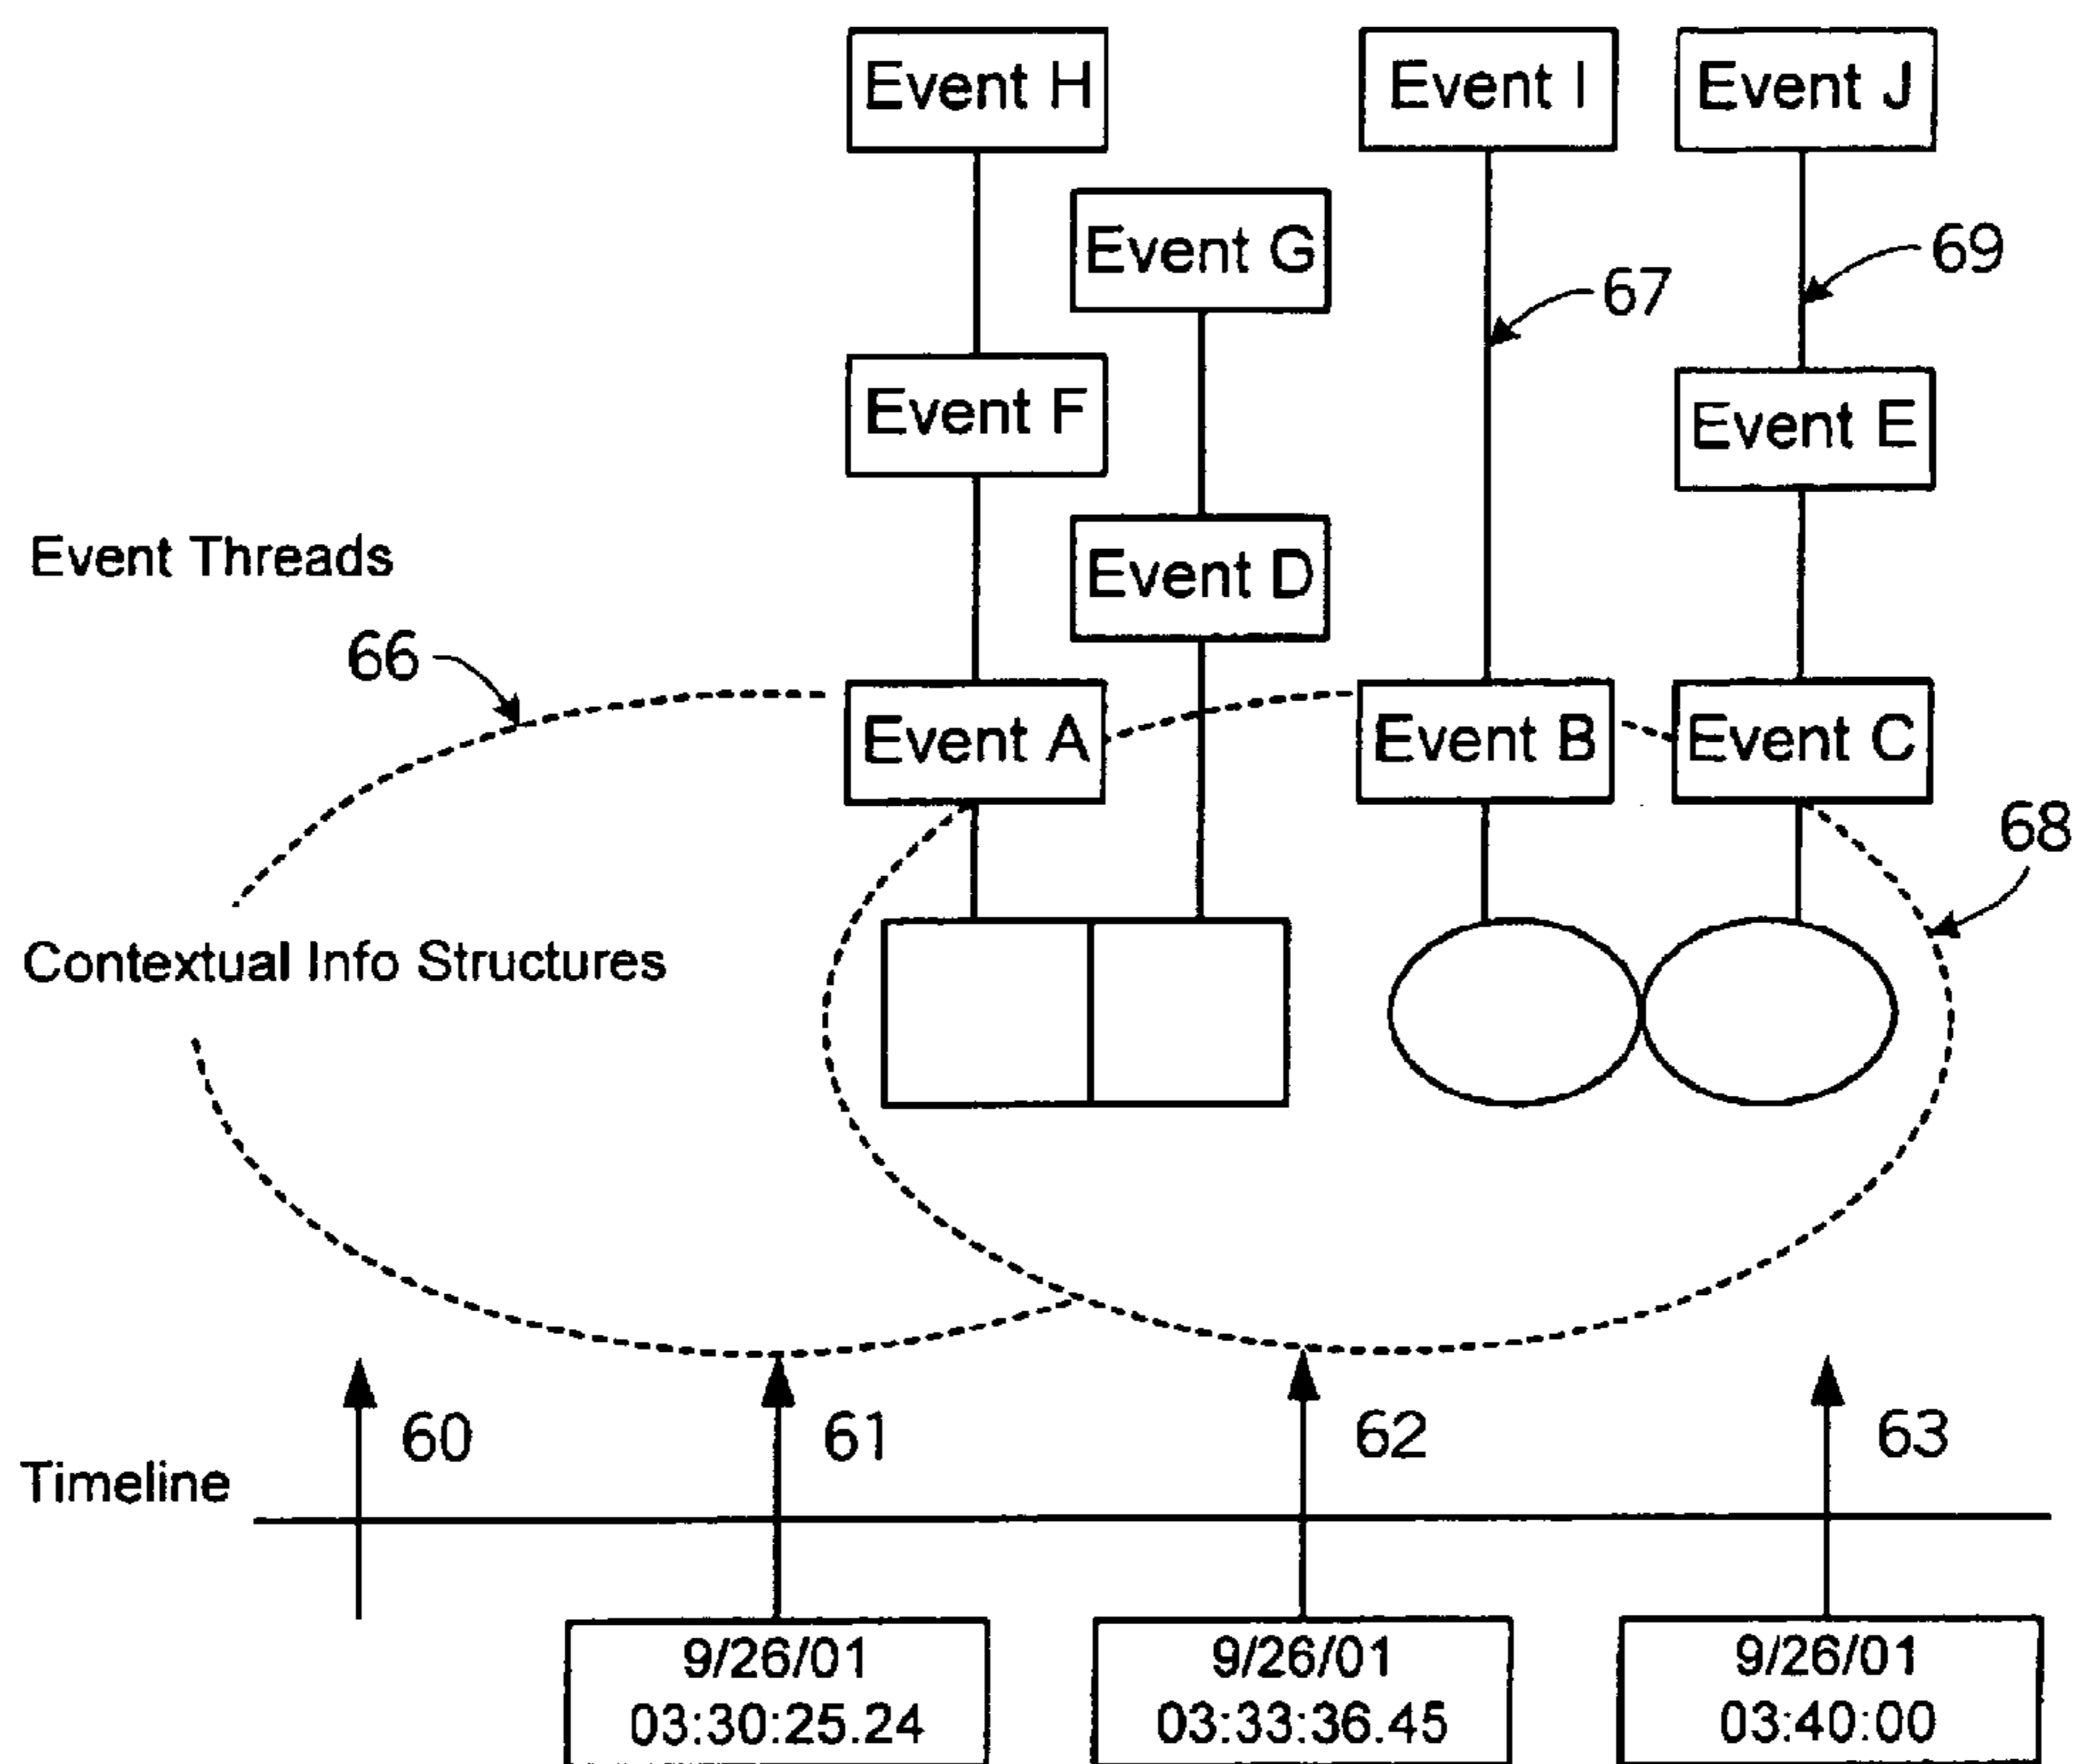 Event H
Event I
Event J
Event G
69
67
Event F
Event E
Event Threads
Event D
66
Event A
Event B
Event C
68
Contextual Info Structures
60
61
62
63
Timeline
9/26/01
03:30:25.24
9/26/01
03:33:36.45
9/26/01
03:40:00